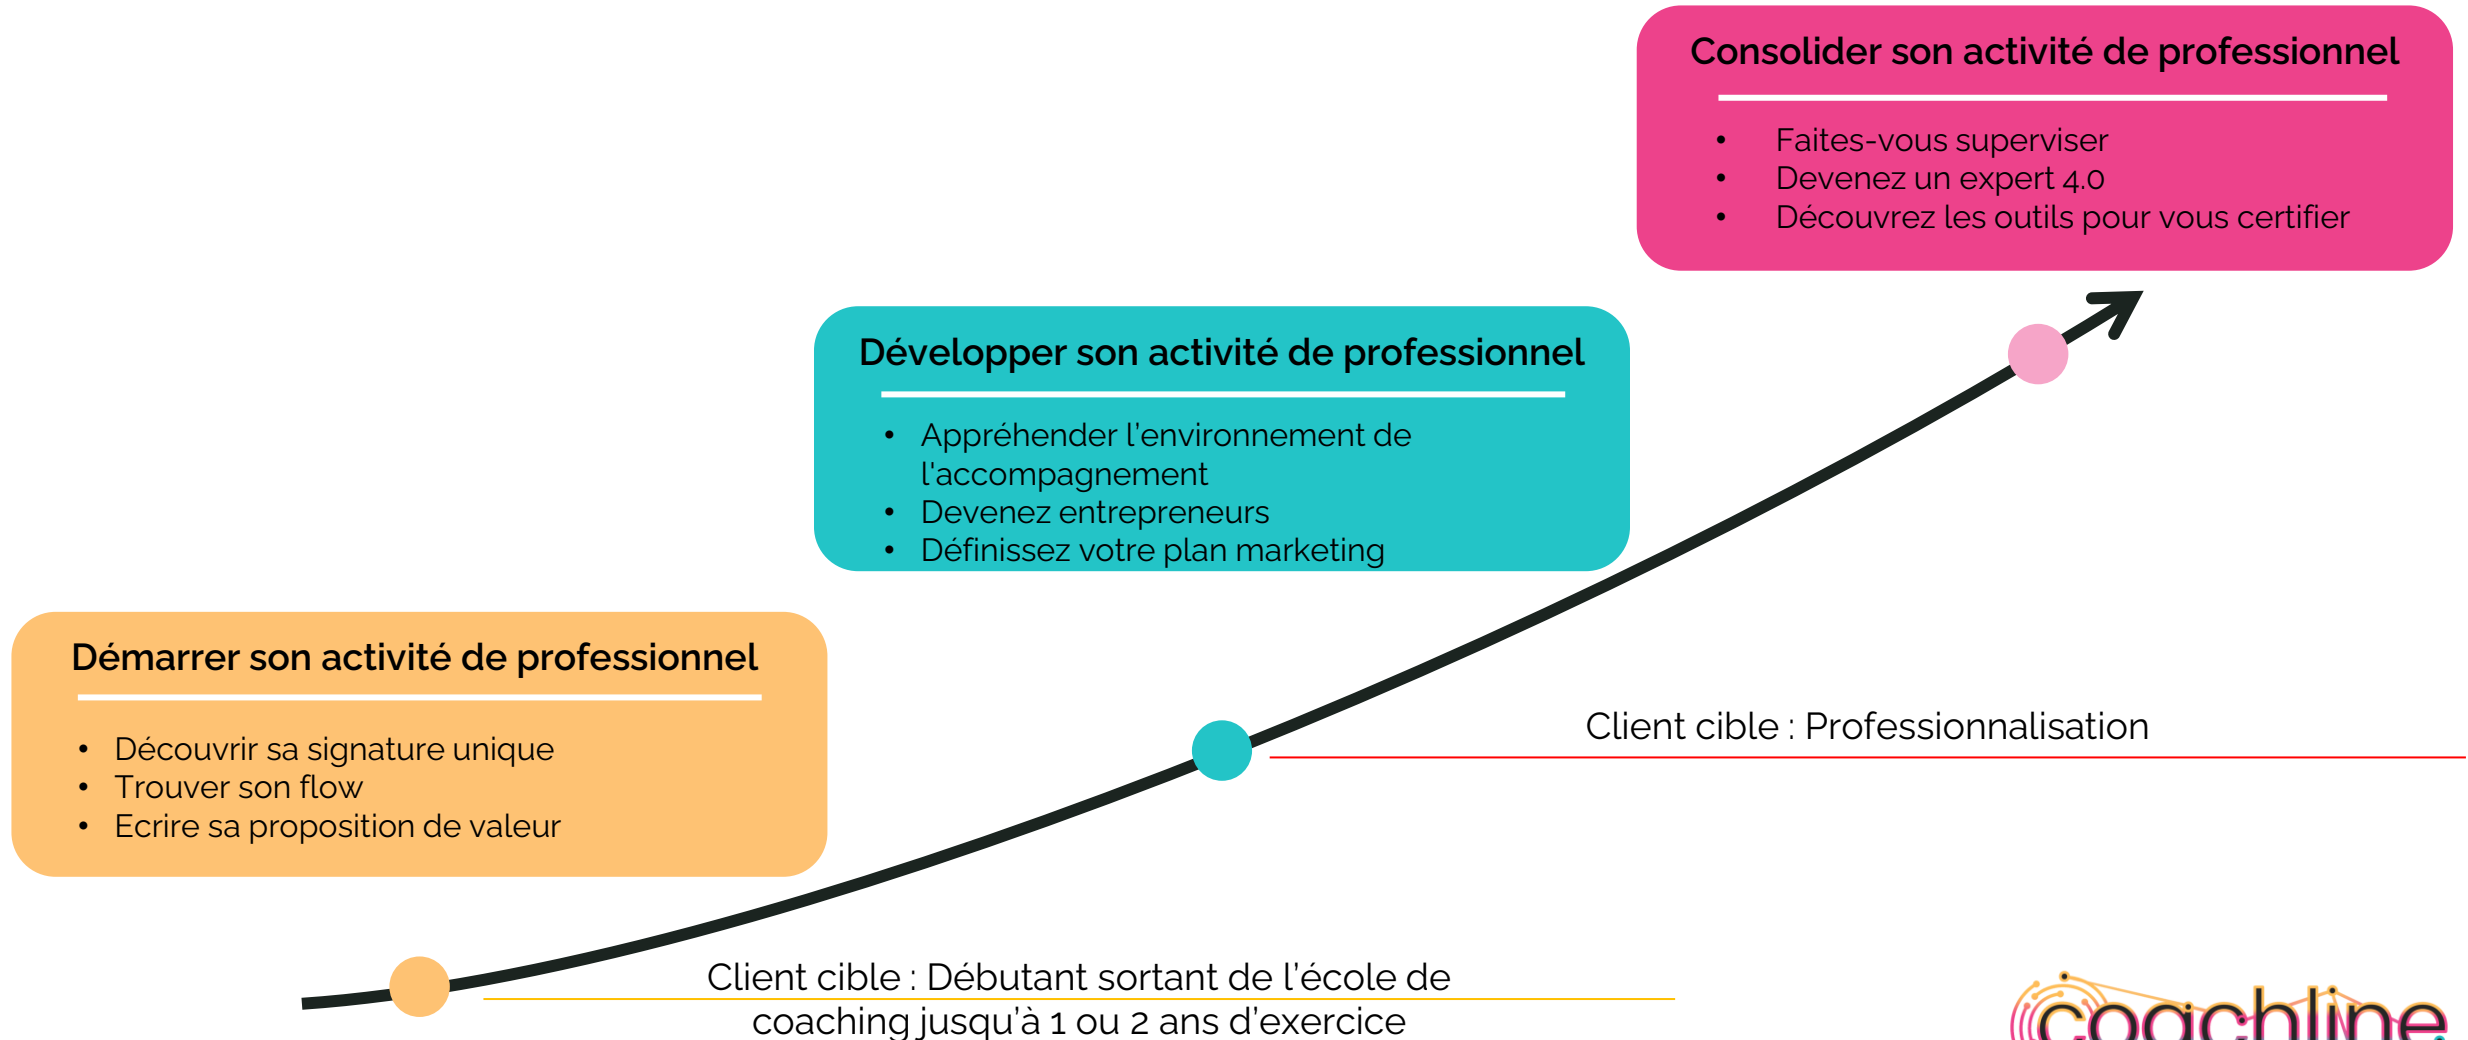 Consolider son activité de professionnel
• Faites-vous superviser
• Devenez un expert 4.0
• Découvrez les outils pour vous certifier
Développer son activité de professionnel
• Appréhender l’environnement de
l'accompagnement
• Devenez entrepreneurs
• Définissez votre plan marketing
Démarrer son activité de professionnel
• Découvrir sa signature unique
• Trouver son flow
• Ecrire sa proposition de valeur
Client cible : Professionnalisation
Client cible : Débutant sortant de l’école de
coaching jusqu’à 1 ou 2 ans d’exercice
coachline